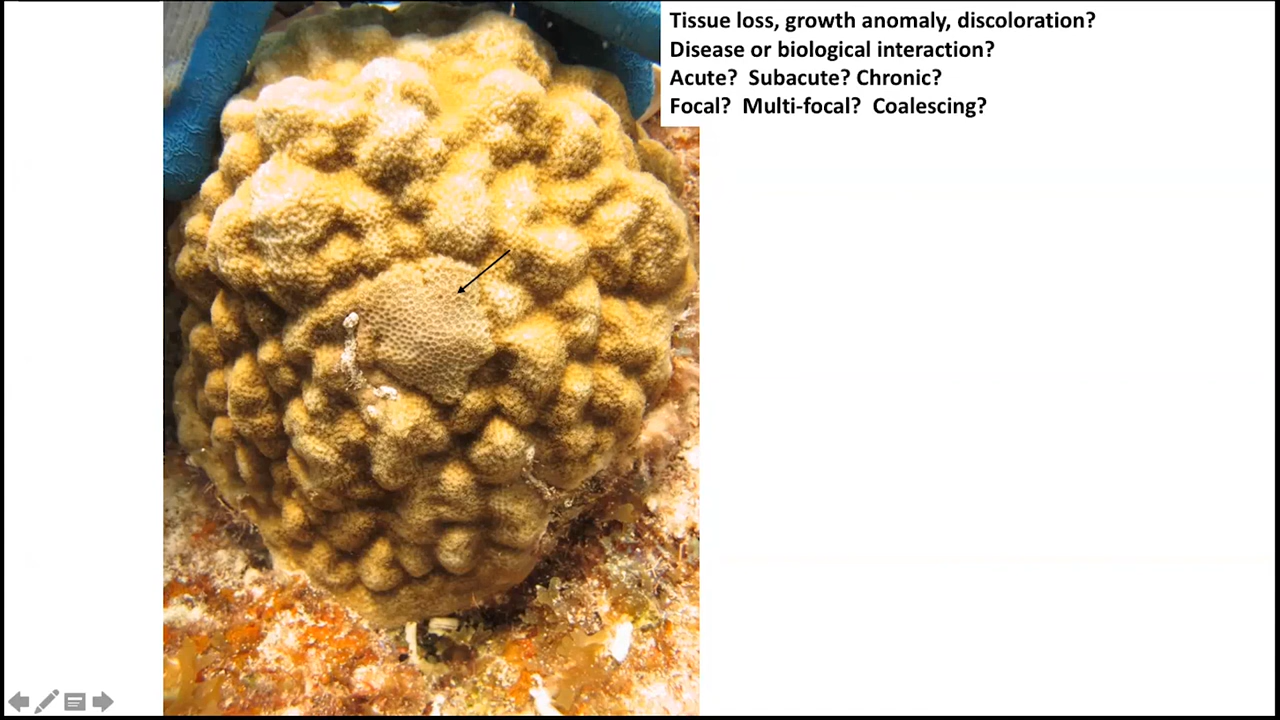 Tissue loss, growth anomaly, discoloration?
Disease or biological interaction?
Acute? Subacute? Chronic?
Focal? Multi-focal? Coalescing?